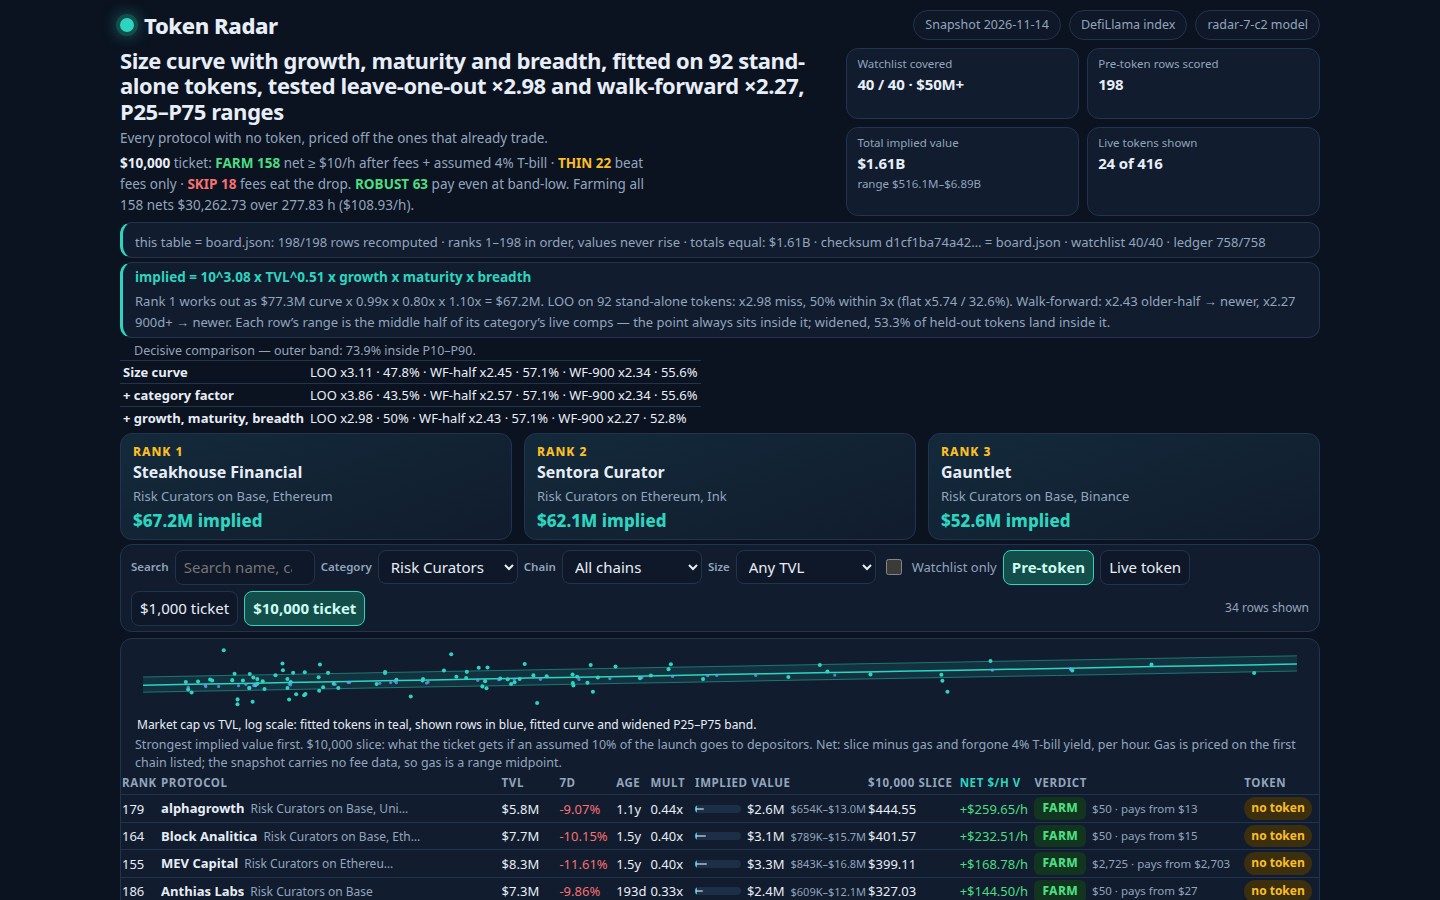 Token Radar
Snapshot 2026-11-14
DefiLlama index
radar-7-c2 model
Size curve with growth, maturity and breadth, fitted on 92 stand-
alone tokens, tested leave-one-out ×2.98 and walk-forward ×2.27,
P25–P75 ranges
Every protocol with no token, priced off the ones that already trade.
$10,000 ticket: FARM 158 net ≥ $10/h after fees + assumed 4% T-bill · THIN 22 beat
fees only · SKIP 18 fees eat the drop. ROBUST 63 pay even at band-low. Farming all
158 nets $30,262.73 over 277.83 h ($108.93/h).
Watchlist covered
40 / 40 · $50M+
Pre-token rows scored
198
Total implied value
$1.61B
range $516.1M–$6.89B
Live tokens shown
24 of 416
this table = board.json: 198/198 rows recomputed · ranks 1–198 in order, values never rise · totals equal: $1.61B · checksum d1cf1ba74a42... = board.json · watchlist 40/40 · ledger 758/758
implied = 10^3.08 x TVL^0.51 x growth x maturity x breadth
Rank 1 works out as $77.3M curve x 0.99x x 0.80x x 1.10x = $67.2M. LOO on 92 stand-alone tokens: x2.98 miss, 50% within 3x (flat x5.74 / 32.6%). Walk-forward: x2.43 older-half → newer, x2.27
900d+ → newer. Each row's range is the middle half of its category's live comps — the point always sits inside it; widened, 53.3% of held-out tokens land inside it.
Decisive comparison — outer band: 73.9% inside P10–P90.
Size curve LOO x3.11 · 47.8% · WF-half x2.45 · 57.1% · WF-900 x2.34 · 55.6%
+ category factor LOO x3.86 · 43.5% · WF-half x2.57 · 57.1% · WF-900 x2.34 · 55.6%
+ growth, maturity, breadth LOO x2.98 · 50% · WF-half x2.43 · 57.1% · WF-900 x2.27 · 52.8%
RANK 1
Steakhouse Financial
Risk Curators on Base, Ethereum
$67.2M implied
RANK 2
Sentora Curator
Risk Curators on Ethereum, Ink
$62.1M implied
RANK 3
Gauntlet
Risk Curators on Base, Binance
$52.6M implied
Search Search name, ca Category Risk Curators Chain All chains Size Any TVL Watchlist only Pre-token Live token
$1,000 ticket $10,000 ticket 34 rows shown
Market cap vs TVL, log scale: fitted tokens in teal, shown rows in blue, fitted curve and widened P25–P75 band.
Strongest implied value first. $10,000 slice: what the ticket gets if an assumed 10% of the launch goes to depositors. Net: slice minus gas and forgone 4% T-bill yield, per hour. Gas is priced on the first
chain listed; the snapshot carries no fee data, so gas is a range midpoint.
RANK PROTOCOL TVL 7D AGE MULT IMPLIED VALUE $10,000 SLICE NET $/H V VERDICT TOKEN
179 alphagrowth Risk Curators on Base, Uni... $5.8M -9.07% 1.1y 0.44x $2.6M $654K–$13.0M $444.55 +$259.65/h FARM $50 · pays from $13 no token
164 Block Analitica Risk Curators on Base, Eth... $7.7M -10.15% 1.5y 0.40x $3.1M $789K–$15.7M $401.57 +$232.51/h FARM $50 · pays from $15 no token
155 MEV Capital Risk Curators on Ethereu... $8.3M -11.61% 1.5y 0.40x $3.3M $843K–$16.8M $399.11 +$168.78/h FARM $2,725 · pays from $2,703 no token
186 Anthias Labs Risk Curators on Base $7.3M -9.86% 193d 0.33x $2.4M $609K–$12.1M $327.03 +$144.50/h FARM $50 · pays from $27 no token